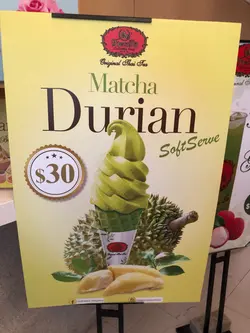 Original Thai Tea
Matcha
Durian
SoftServe
$30